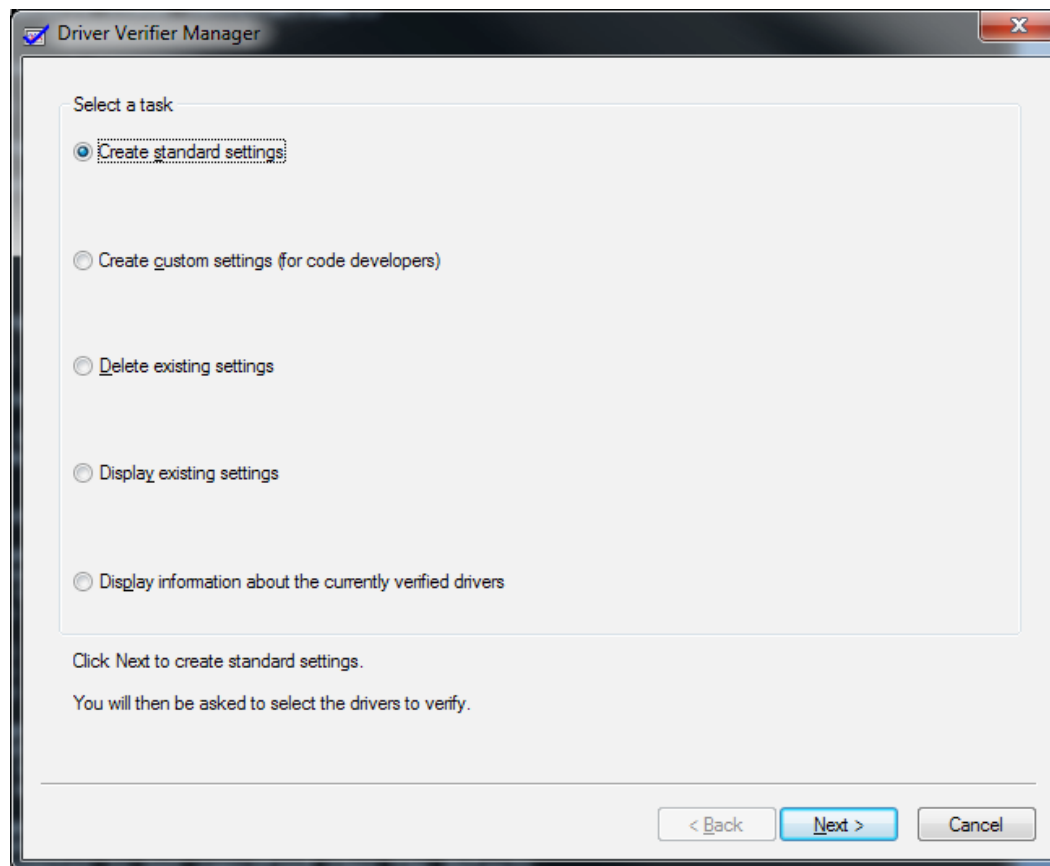 Driver Verifier Manager
Select a task
Create standard settings
Create custom settings (for code developers)
Delete existing settings
Display existing settings
Display information about the currently verified drivers
Click Next to create standard settings.
You will then be asked to select the drivers to verify.
< Back Next > Cancel